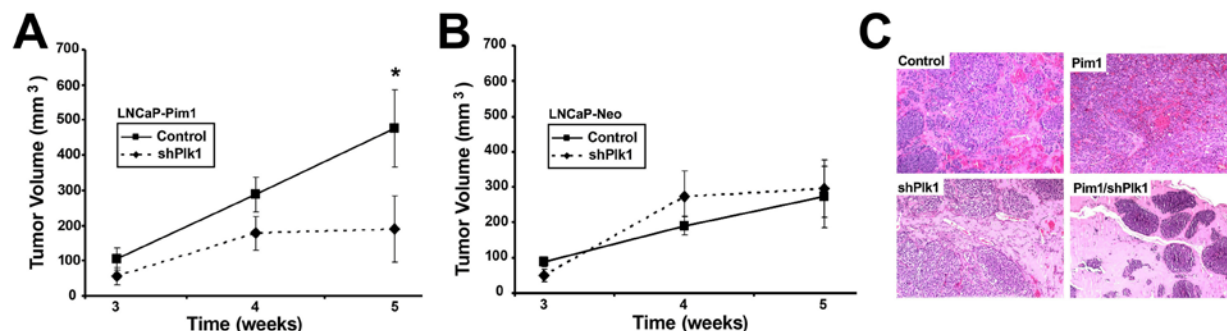 A
Tumor Volume (mm³)
700
600
500
400
300
200
100
0
LNCaP-Pim1
Control
shPlk1
*
3
4
5
Time (weeks)
B
Tumor Volume (mm³)
700
600
500
400
300
200
100
0
LNCaP-Neo
Control
shPlk1
3
4
5
Time (weeks)
C
Control
Pim1
shPlk1
Pim1/shPlk1